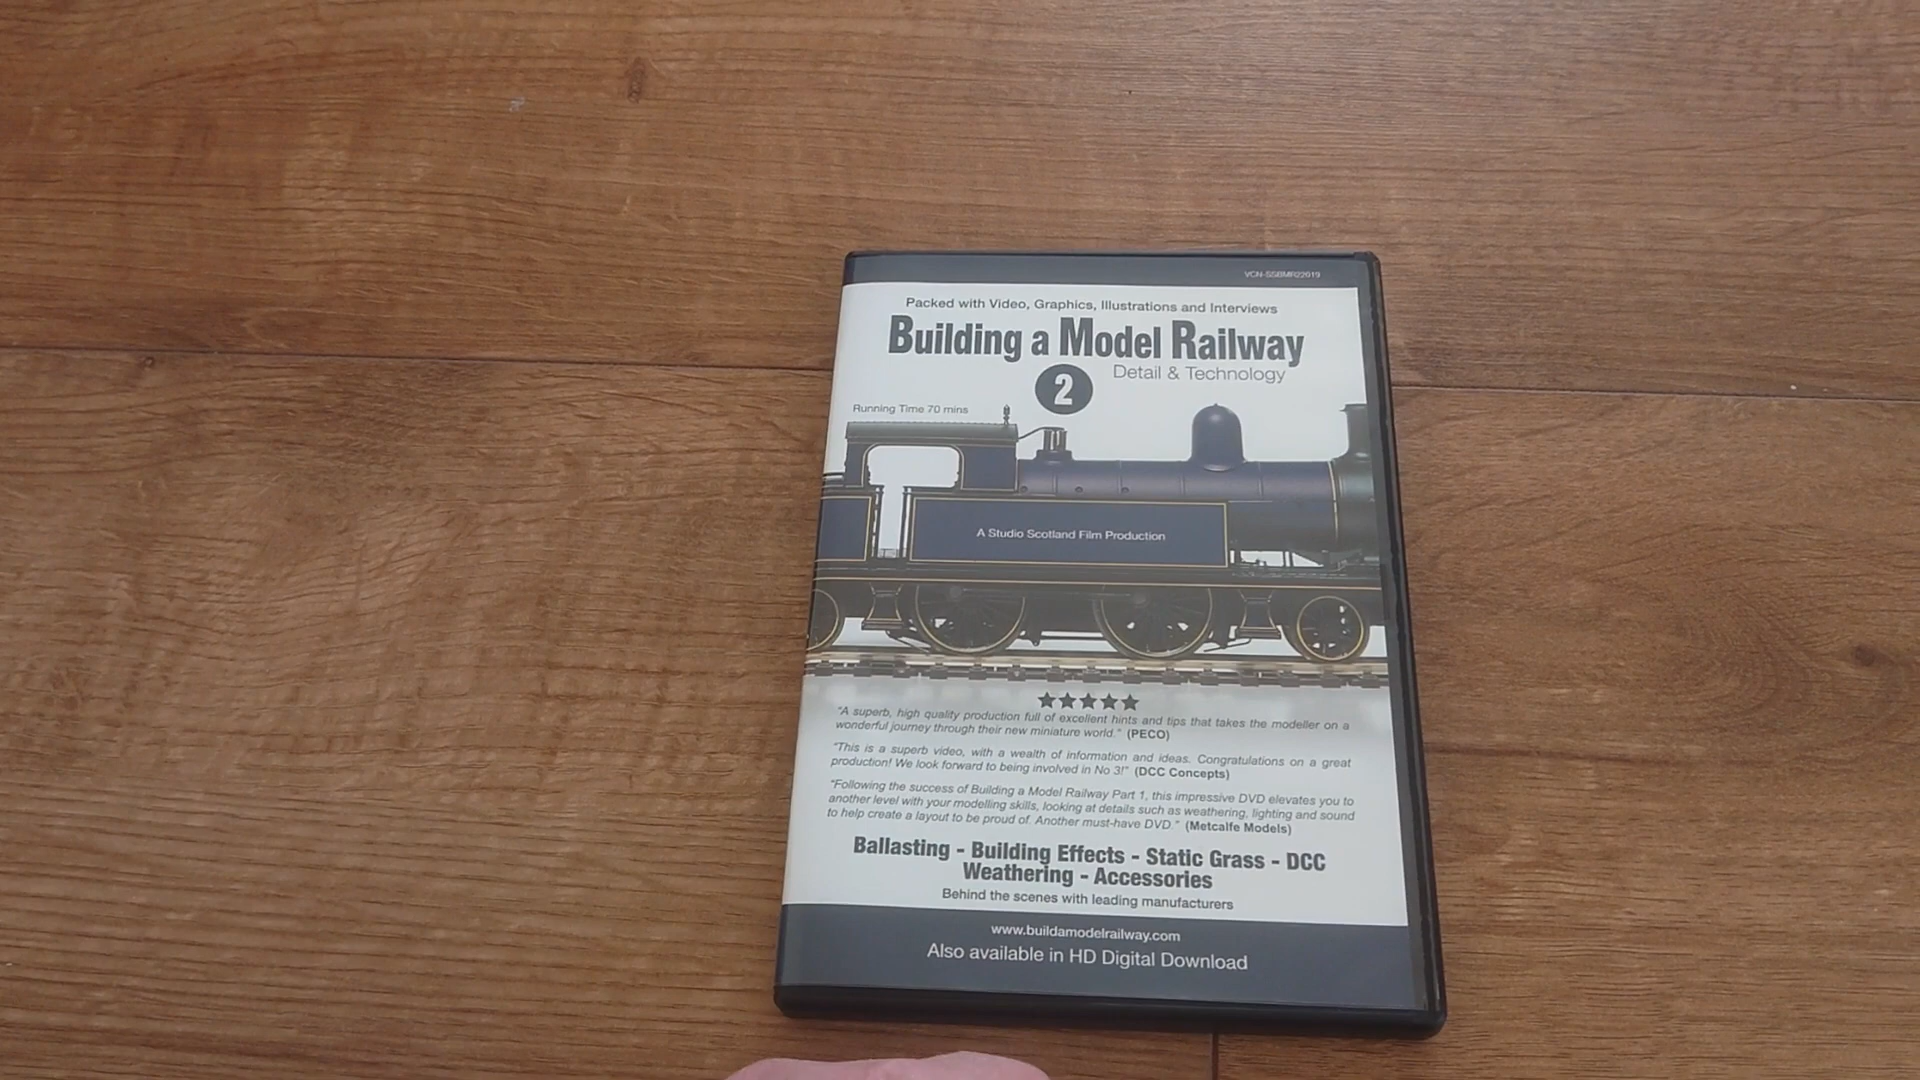 VCN-SSBMR22019
Packed with Video, Graphics, Illustrations and Interviews
Building a Model Railway
2
Detail & Technology
Running Time 70 mins
A Studio Scotland Film Production
"A superb, high quality production full of excellent hints and tips that takes the modeller on a
wonderful journey through their new miniature world." (PECO)
"This is a superb video, with a wealth of information and ideas. Congratulations on a great
production! We look forward to being involved in No 3!" (DCC Concepts)
"Following the success of Building a Model Railway Part 1, this impressive DVD elevates you to
another level with your modelling skills, looking at details such as weathering, lighting and sound
to help create a layout to be proud of. Another must-have DVD." (Metcalfe Models)
Ballasting - Building Effects - Static Grass - DCC
Weathering - Accessories
Behind the scenes with leading manufacturers
www.buildamodelrailway.com
Also available in HD Digital Download